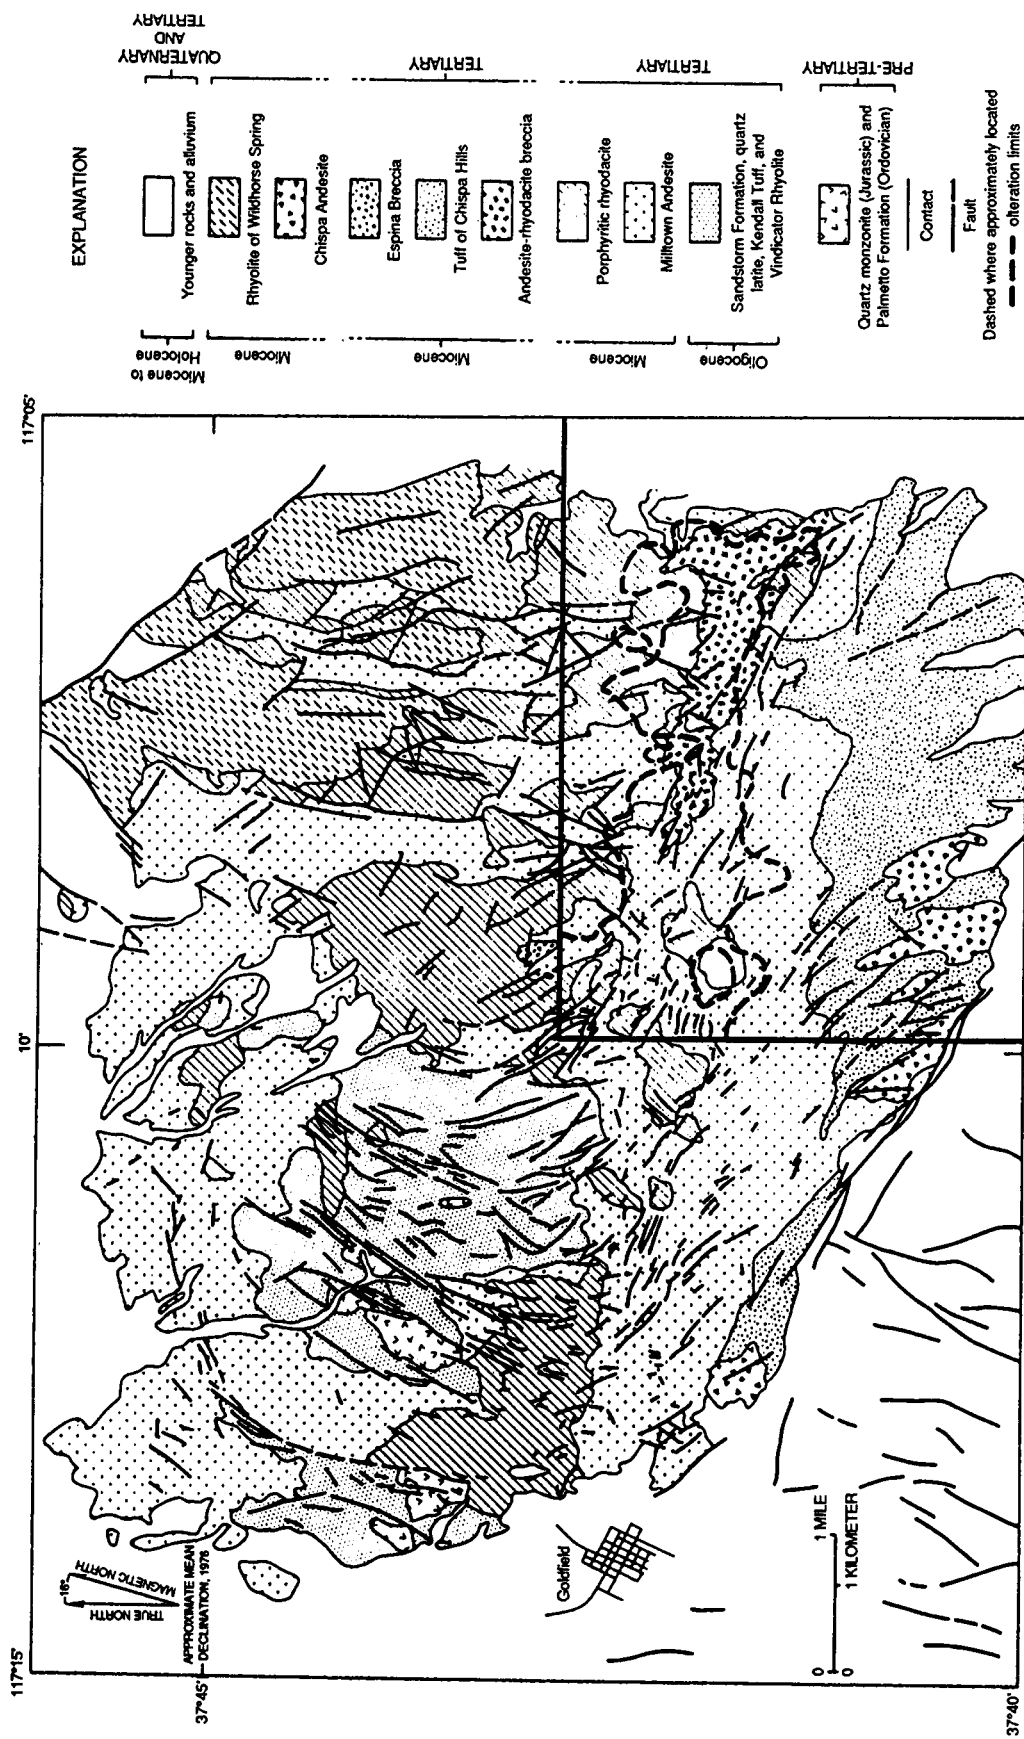 EXPLANATION
Younger rocks and alluvium
Rhyolite of Wildhorse Spring
Chispa Andesite
Espina Breccia
Tuff of Chispa Hills
Andesite-rhyodacite breccia
Porphyritic rhyodacite
Milltown Andesite
Sandstorm Formation, quartz
latite, Kendall Tuff, and
Vindicator Rhyolite
Quartz monzonite (Jurassic) and
Palmetto Formation (Ordovician)
Contact
Fault
Dashed where approximately located
alteration limits
QUATERNARY
AND
TERTIARY
TERTIARY
TERTIARY
PRE-TERTIARY
Miocene to
Holocene
Miocene
Miocene
Miocene
Oligocene
117°15'
10'
117°05'
37°45'
37°40'
TRUE NORTH
16°
MAGNETIC NORTH
APPROXIMATE MEAN
DECLINATION, 1976
Goldfield
0 1 MILE
0 1 KILOMETER